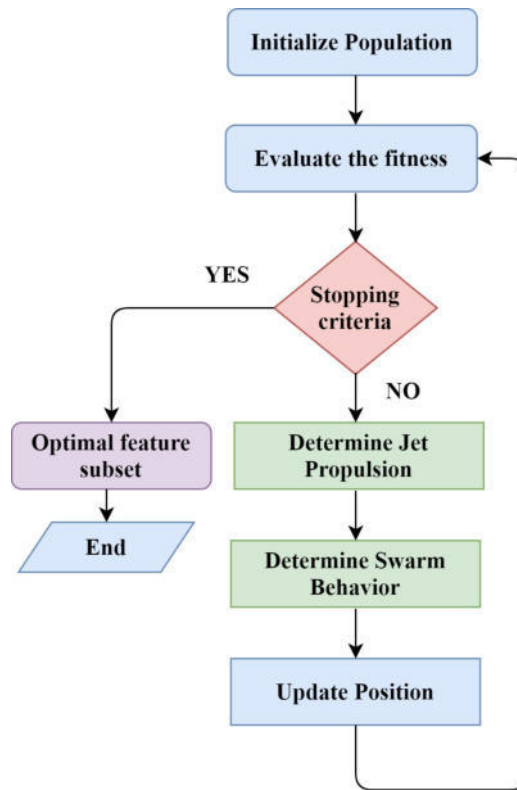 Initialize Population
Evaluate the fitness
YES
Stopping
criteria
NO
Optimal feature
subset
Determine Jet
Propulsion
End
Determine Swarm
Behavior
Update Position